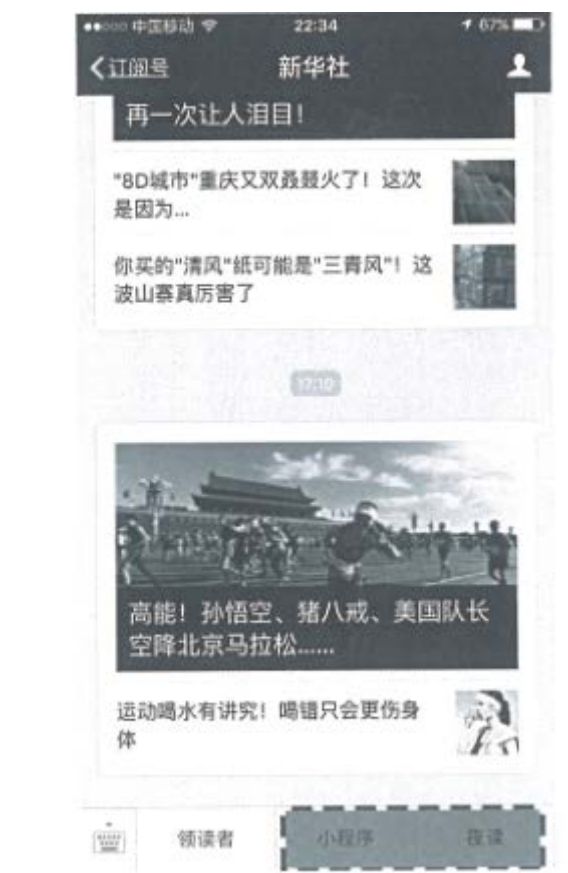 中国移动 22:34 67%
订阅号 新华社
再一次让人泪目！
"8D城市"重庆又双叒叕火了！这次
是因为...
你买的"清风"纸可能是"三青风"！这
波山寨真厉害了
17:10
高能！孙悟空、猪八戒、美国队长
空降北京马拉松......
运动喝水有讲究！喝错只会更伤身
体
领读者 小程序 夜读